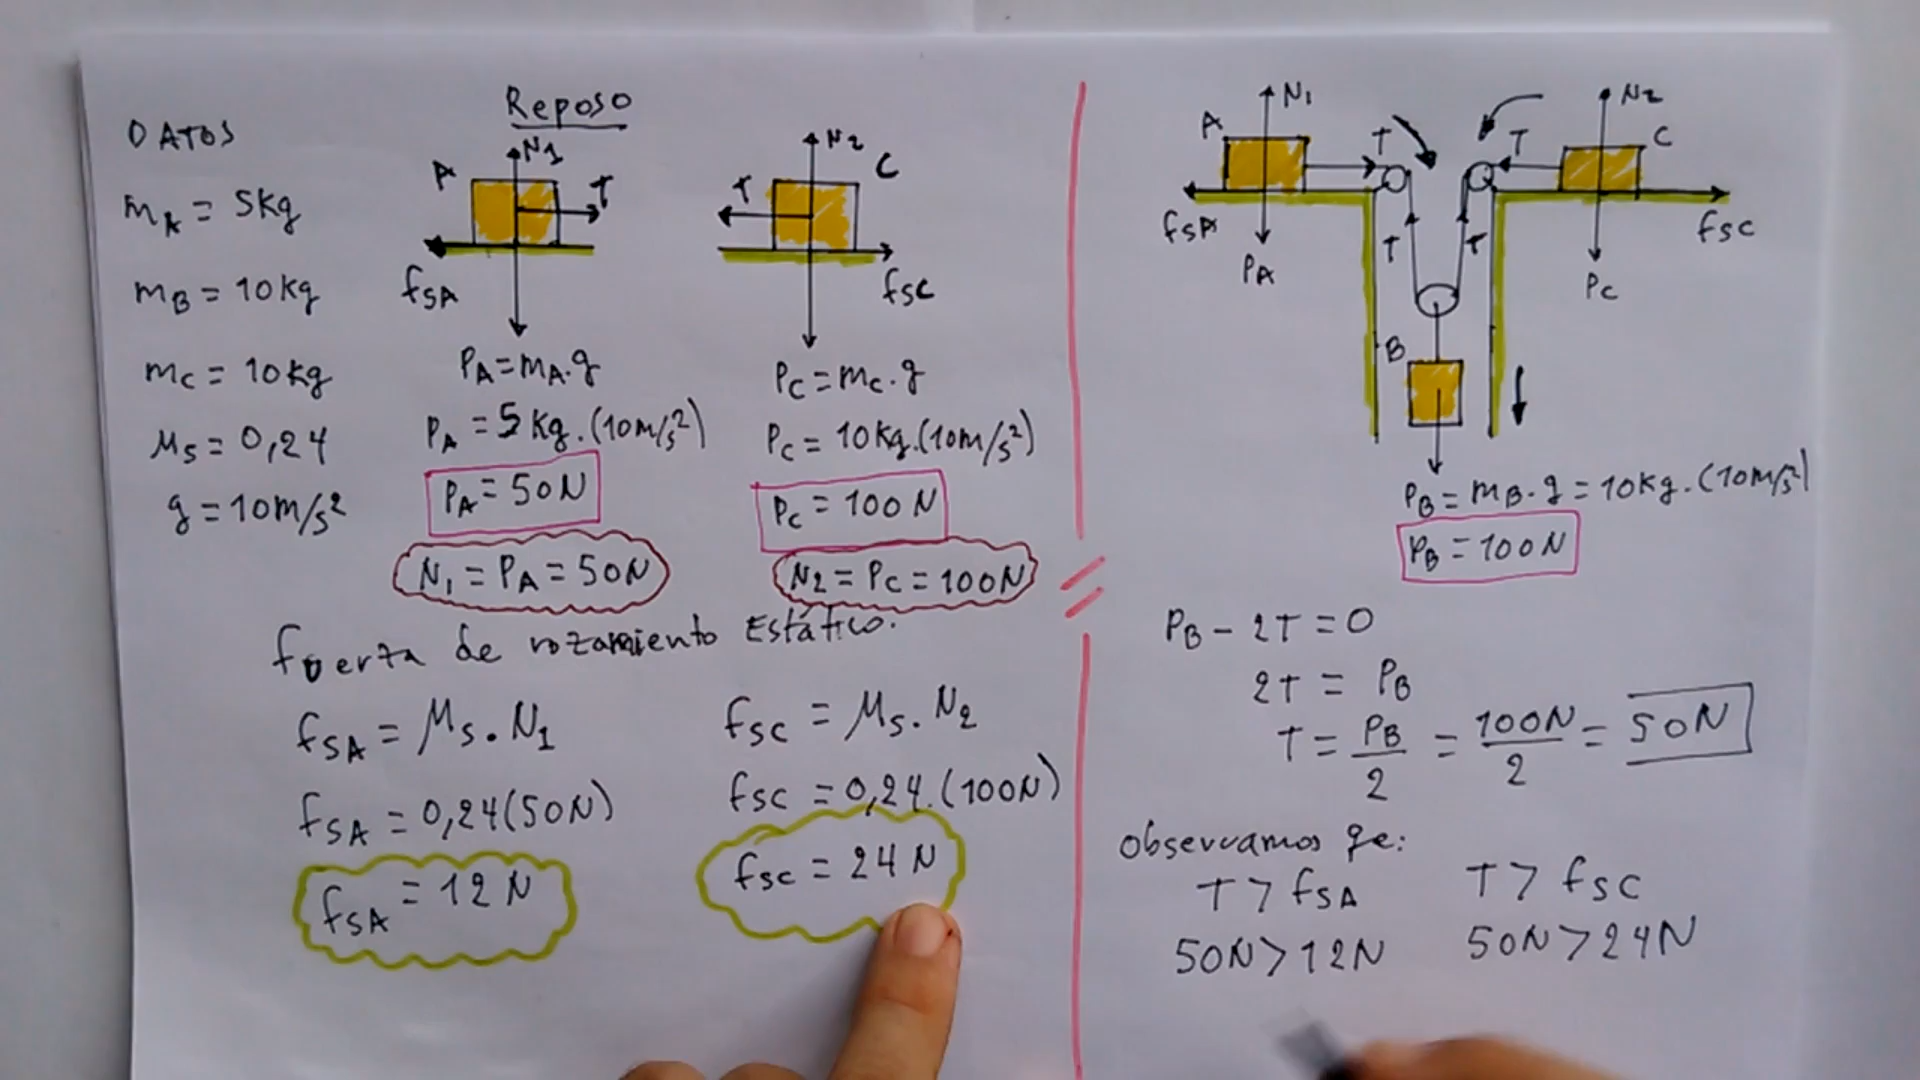 DATOS
mA = 5kg
mB = 10kg
mC = 10kg
μs = 0,24
g = 10m/s²
Reposo
A
N1
T
fSA
PA = mA.g
PA = 5kg.(10m/s²)
PA = 50N
N1 = PA = 50N
N2
C
T
fSC
PC = mC.g
PC = 10kg.(10m/s²)
PC = 100N
N2 = PC = 100N
fuerza de rozamiento Estático.
fSA = μs.N1
fSA = 0,24(50N)
fSA = 12N
fSC = μs.N2
fSC = 0,24.(100N)
fSC = 24N
A
N1
T
T
N2
C
fSA
PA
T
T
PC
fSC
B
PB = mB.g = 10kg.(10m/s²)
PB = 100N
PB - 2T = 0
2T = PB
T = PB/2 = 100N/2 = 50N
Observamos qe:
T > fSA
T > fSC
50N > 12N
50N > 24N